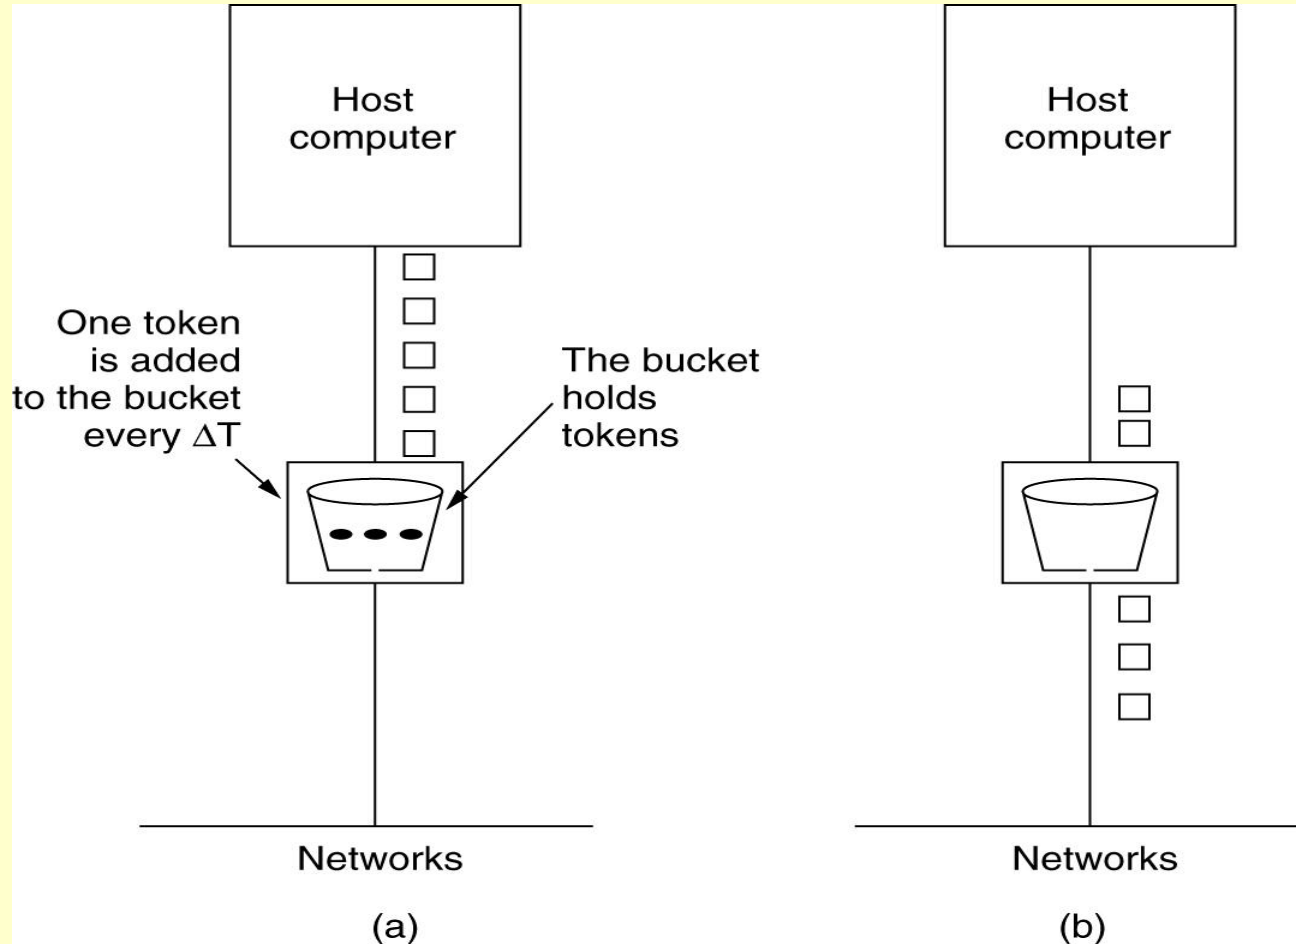 Host
computer
One token
is added
to the bucket
every ΔT
The bucket
holds
tokens
Networks
(a)
Host
computer
Networks
(b)